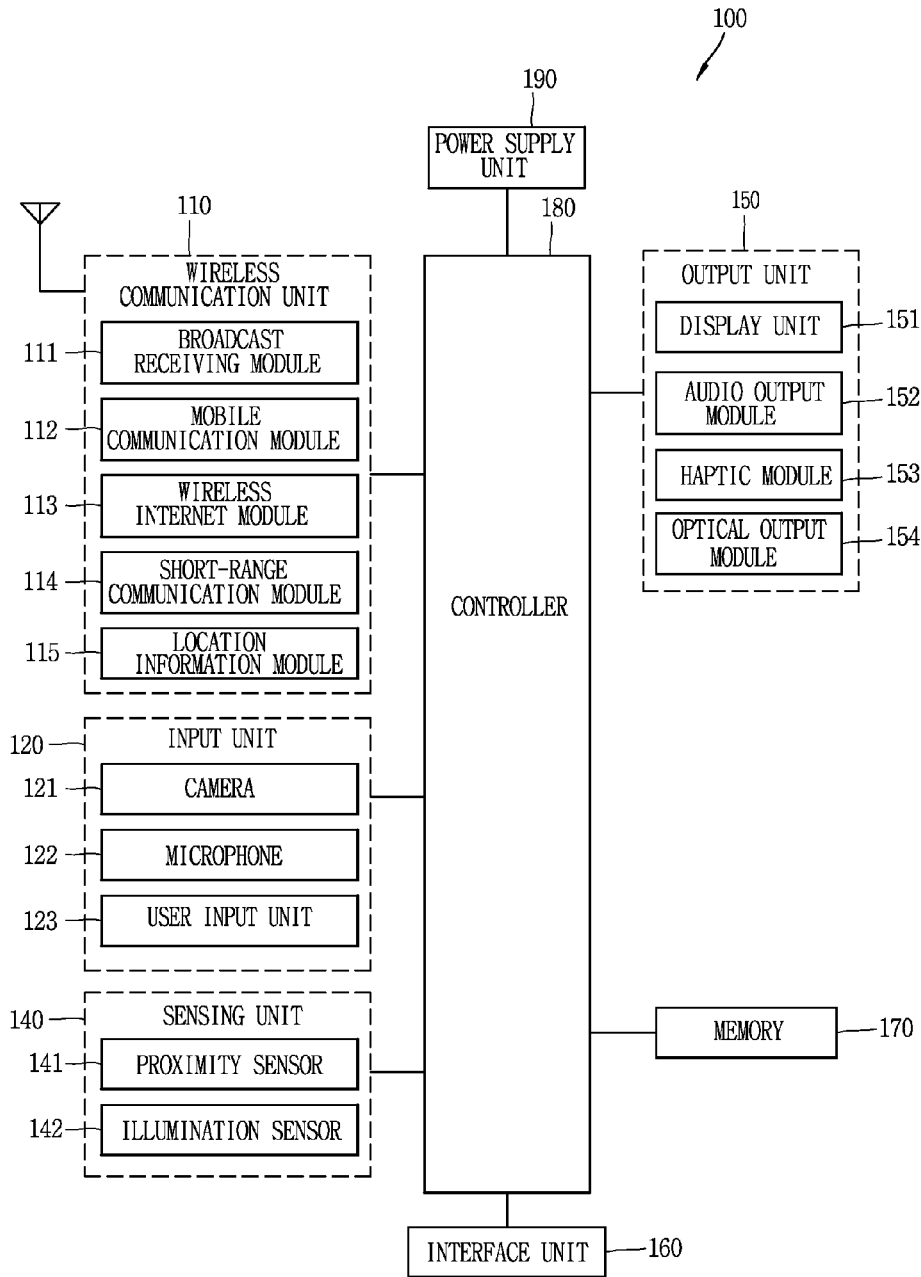 100
190
POWER SUPPLY
UNIT
110
180
150
WIRELESS
COMMUNICATION UNIT
111
BROADCAST
RECEIVING MODULE
112
MOBILE
COMMUNICATION MODULE
113
WIRELESS
INTERNET MODULE
114
SHORT-RANGE
COMMUNICATION MODULE
115
LOCATION
INFORMATION MODULE
120
INPUT UNIT
121
CAMERA
122
MICROPHONE
123
USER INPUT UNIT
140
SENSING UNIT
141
PROXIMITY SENSOR
142
ILLUMINATION SENSOR
CONTROLLER
OUTPUT UNIT
DISPLAY UNIT
151
AUDIO OUTPUT
MODULE
152
HAPTIC MODULE
153
OPTICAL OUTPUT
MODULE
154
MEMORY
170
INTERFACE UNIT
160